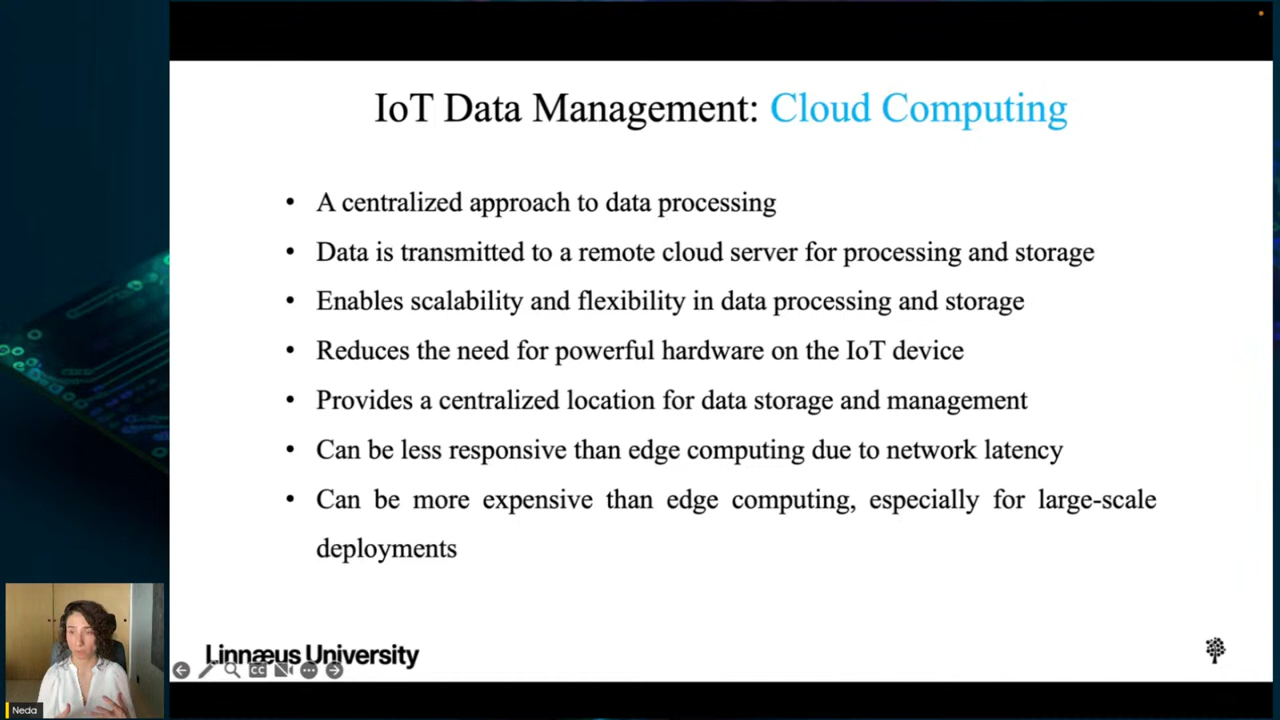 IoT Data Management: Cloud Computing
• A centralized approach to data processing
• Data is transmitted to a remote cloud server for processing and storage
• Enables scalability and flexibility in data processing and storage
• Reduces the need for powerful hardware on the IoT device
• Provides a centralized location for data storage and management
• Can be less responsive than edge computing due to network latency
• Can be more expensive than edge computing, especially for large-scale
deployments
Linnæus University
CC
Neda